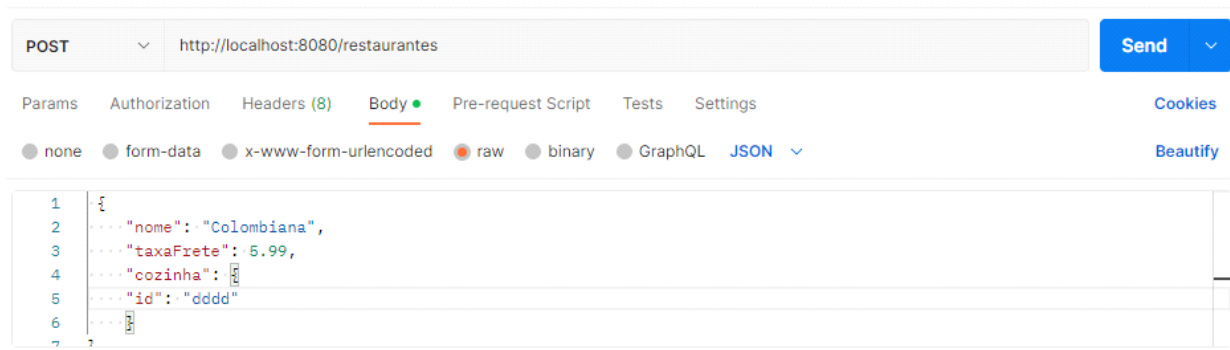 POST http://localhost:8080/restaurantes Send
Params Authorization Headers (8) Body Pre-request Script Tests Settings Cookies
none form-data x-www-form-urlencoded raw binary GraphQL JSON Beautify
1 {
2 "nome": "Colombiana",
3 "taxaFrete": 5.99,
4 "cozinha": {
5 "id": "dddd"
6 }
7 }